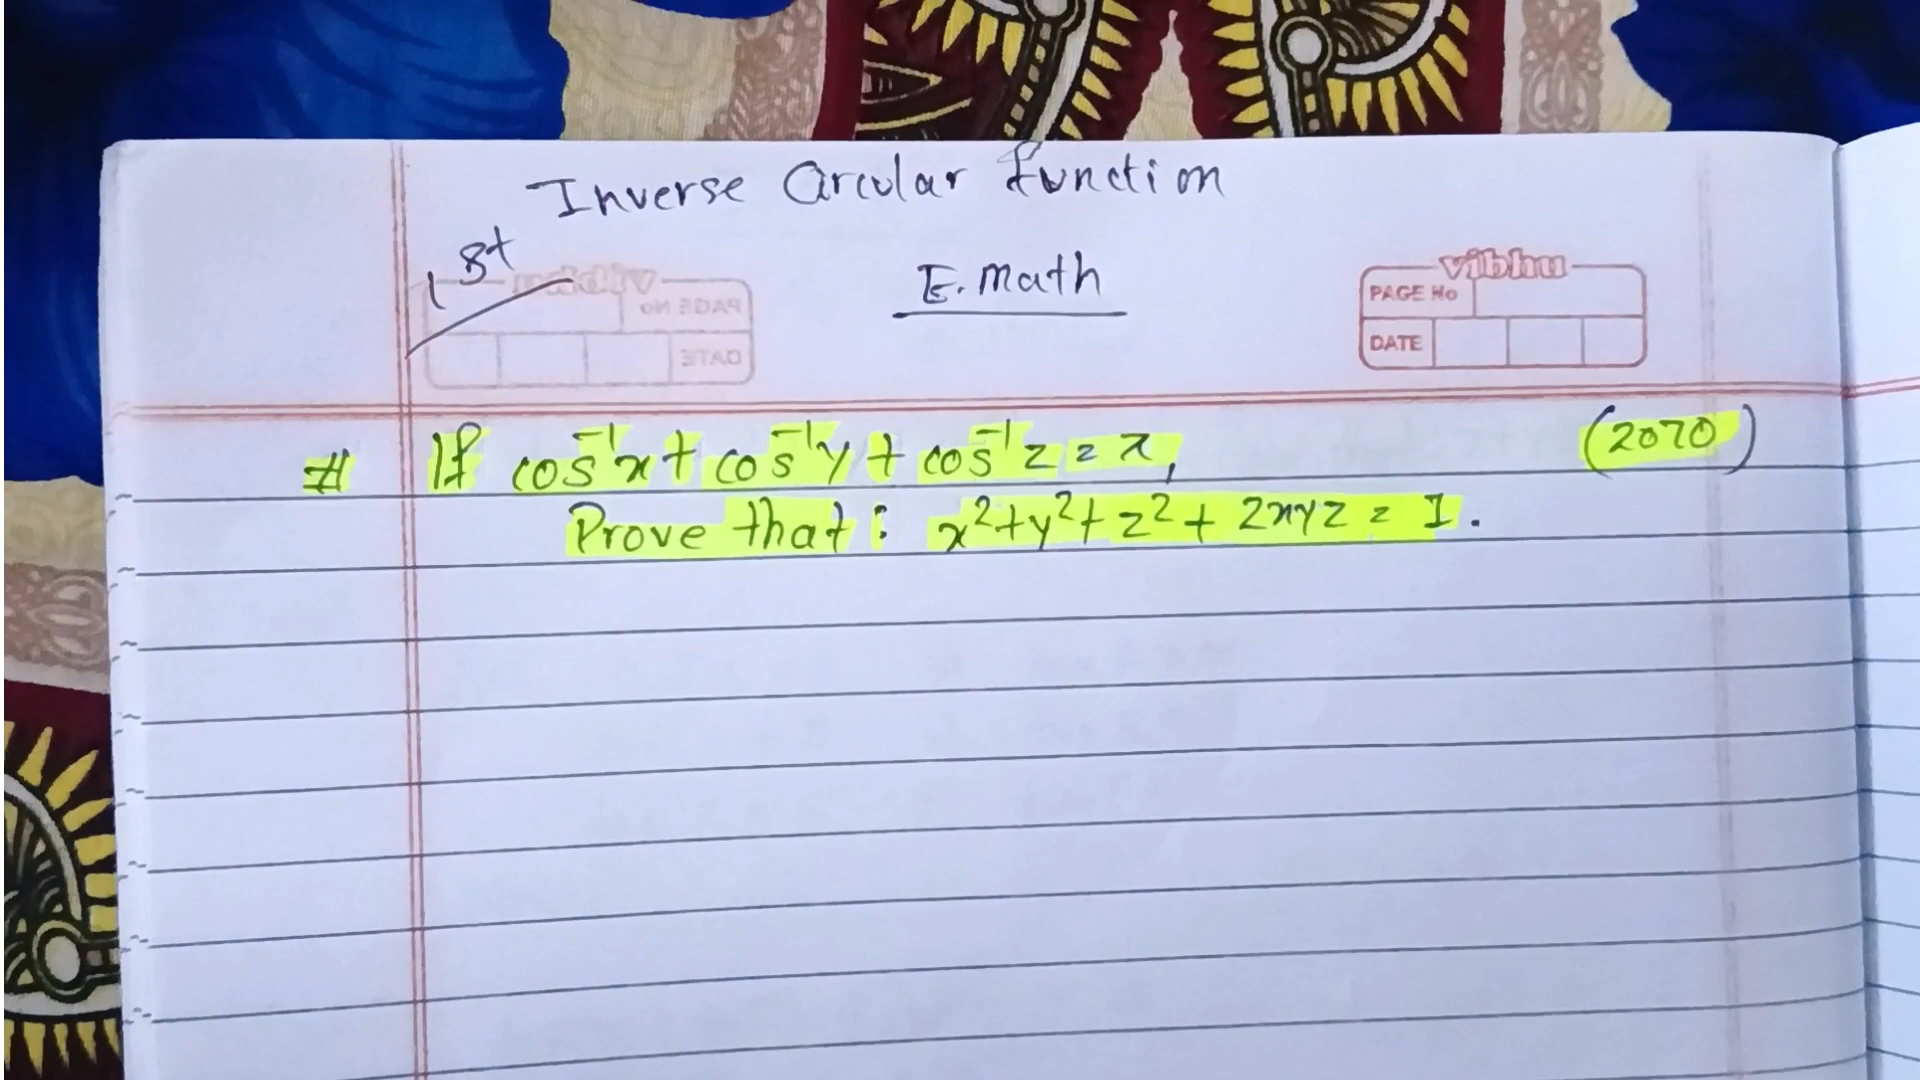 Inverse Circular function
1st
E. Math
vibhu
PAGE No
DATE
# If cos⁻¹x + cos⁻¹y + cos⁻¹z = π, (2070)
Prove that: x² + y² + z² + 2xyz = 1.